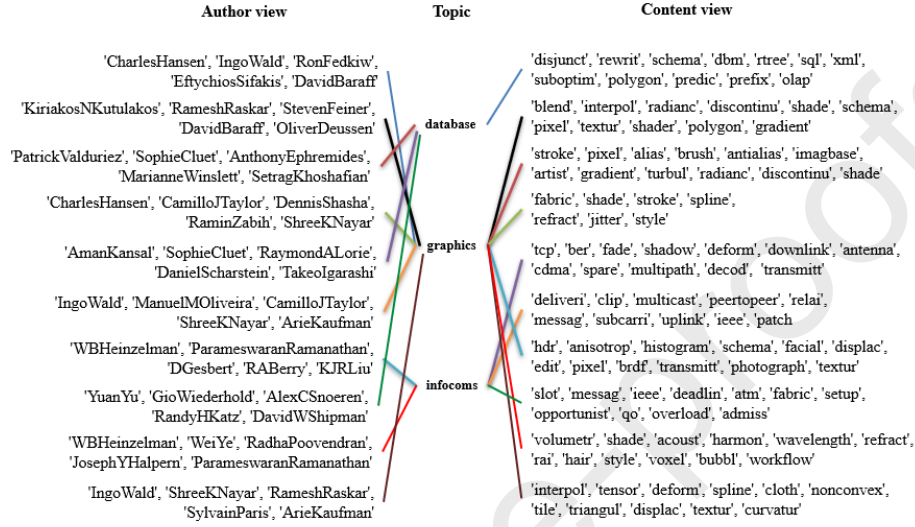 Author view
Topic
Content view
'CharlesHansen', 'IngoWald', 'RonFedkiw',
'EftychiosSifakis', 'DavidBaraff'
'KiriakosNKutulakos', 'RameshRaskar', 'StevenFeiner',
'DavidBaraff', 'OliverDeussen'
'PatrickValduriez', 'SophieCluet', 'AnthonyEphremides',
'MarianneWinslett', 'SetragKhoshafian'
'CharlesHansen', 'CamilloJTaylor', 'DennisShasha',
'RaminZabih', 'ShreeKNayar'
'AmanKansal', 'SophieCluet', 'RaymondALorie',
'DanielScharstein', 'TakeoIgarashi'
'IngoWald', 'ManuelMOliveira', 'CamilloJTaylor',
'ShreeKNayar', 'ArieKaufman'
'WBHeinzelman', 'ParameswaranRamanathan',
'DGesbert', 'RABerry', 'KJRLiu'
'YuanYu', 'GioWiederhold', 'AlexCSnoeren',
'RandyHKatz', 'DavidWShipman'
'WBHeinzelman', 'WeiYe', 'RadhaPoovendran',
'JosephYHalpern', 'ParameswaranRamanathan'
'IngoWald', 'ShreeKNayar', 'RameshRaskar',
'SylvainParis', 'ArieKaufman'
database
graphics
infocoms
'disjunct', 'rewrit', 'schema', 'dbm', 'rtree', 'sql', 'xml',
'suboptim', 'polygon', 'predic', 'prefix', 'olap'
'blend', 'interpol', 'radianc', 'discontinu', 'shade', 'schema',
'pixel', 'textur', 'shader', 'polygon', 'gradient'
'stroke', 'pixel', 'alias', 'brush', 'antialias', 'imagbase',
'artist', 'gradient', 'turbul', 'radianc', 'discontinu', 'shade'
'fabric', 'shade', 'stroke', 'spline',
'refract', 'jitter', 'style'
'tcp', 'ber', 'fade', 'shadow', 'deform', 'downlink', 'antenna',
'cdma', 'spare', 'multipath', 'decod', 'transmitt'
'deliveri', 'clip', 'multicast', 'peertopeer', 'relai',
'messag', 'subcarri', 'uplink', 'ieee', 'patch
'hdr', 'anisotrop', 'histogram', 'schema', 'facial', 'displac',
'edit', 'pixel', 'brdf', 'transmitt', 'photograph', 'textur'
'slot', 'messag', 'ieee', 'deadlin', 'atm', 'fabric', 'setup',
'opportunist', 'qo', 'overload', 'admiss'
'volumetr', 'shade', 'acoust', 'harmon', 'wavelength', 'refract',
'rai', 'hair', 'style', 'voxel', 'bubbl', 'workflow'
'interpol', 'tensor', 'deform', 'spline', 'cloth', 'nonconvex',
'tile', 'triangul', 'displac', 'textur', 'curvatur'